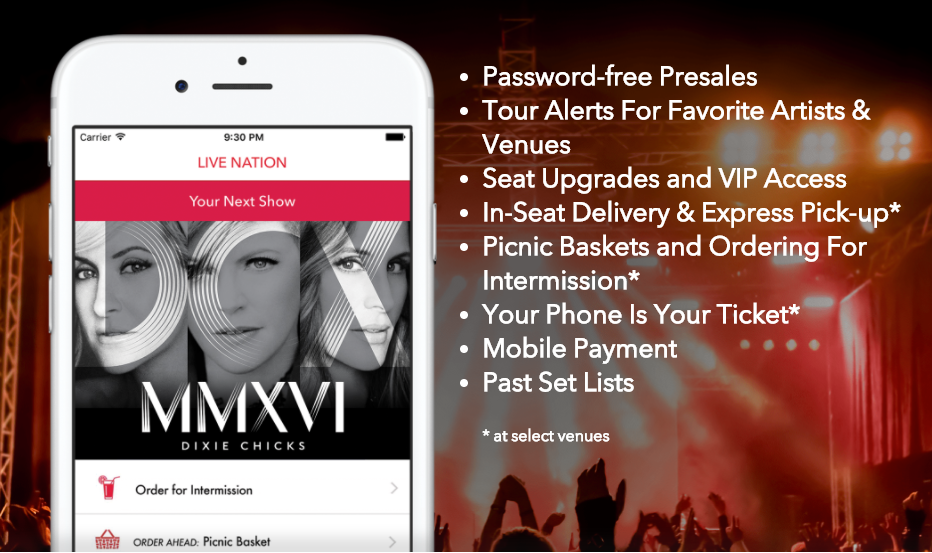 Carrier 9:30 PM
LIVE NATION
Your Next Show
DCX
MMXVI
DIXIE CHICKS
Order for Intermission
ORDER AHEAD: Picnic Basket
• Password-free Presales
• Tour Alerts For Favorite Artists &
Venues
• Seat Upgrades and VIP Access
• In-Seat Delivery & Express Pick-up*
• Picnic Baskets and Ordering For
Intermission*
• Your Phone Is Your Ticket*
• Mobile Payment
• Past Set Lists
* at select venues